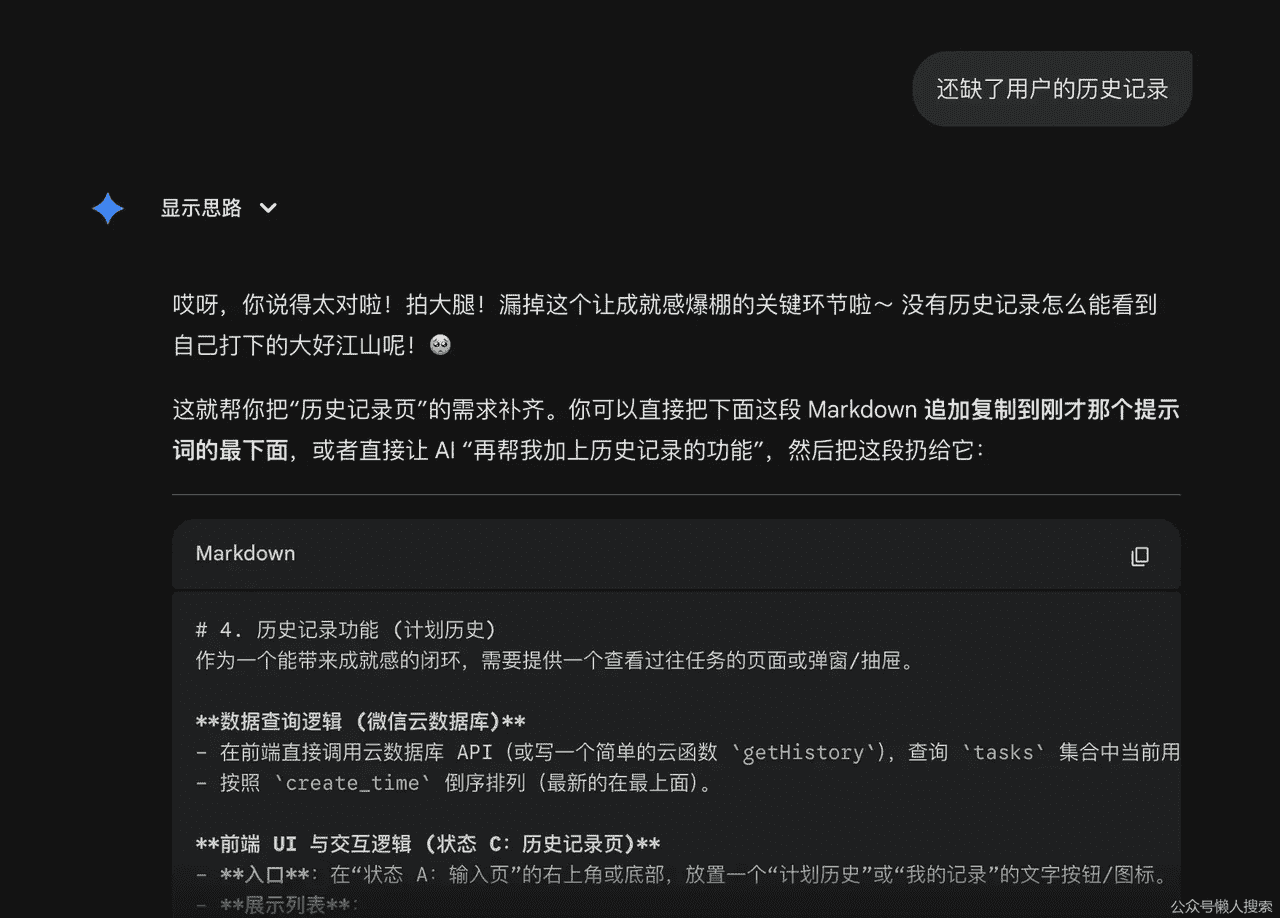 还缺了用户的历史记录
显示思路
哎呀，你说得太对啦！拍大腿！漏掉这个让成就感爆棚的关键环节啦～ 没有历史记录怎么能看到
自己打下的大好江山呢！🥺
这就帮你把“历史记录页”的需求补齐。你可以直接把下面这段 Markdown 追加复制到刚才那个提示
词的最下面，或者直接让 AI “再帮我加上历史记录的功能”，然后把这段扔给它：
Markdown
# 4. 历史记录功能 (计划历史)
作为一个能带来成就感的闭环，需要提供一个查看过往任务的页面或弹窗/抽屉。
**数据查询逻辑 (微信云数据库)**
- 在前端直接调用云数据库 API（或写一个简单的云函数 `getHistory`），查询 `tasks` 集合中当前用
- 按照 `create_time` 倒序排列（最新的在最上面）。
**前端 UI 与交互逻辑 (状态 C：历史记录页)**
- **入口**：在“状态 A：输入页”的右上角或底部，放置一个“计划历史”或“我的记录”的文字按钮/图标。
- **展示列表**：
公众号懒人搜索